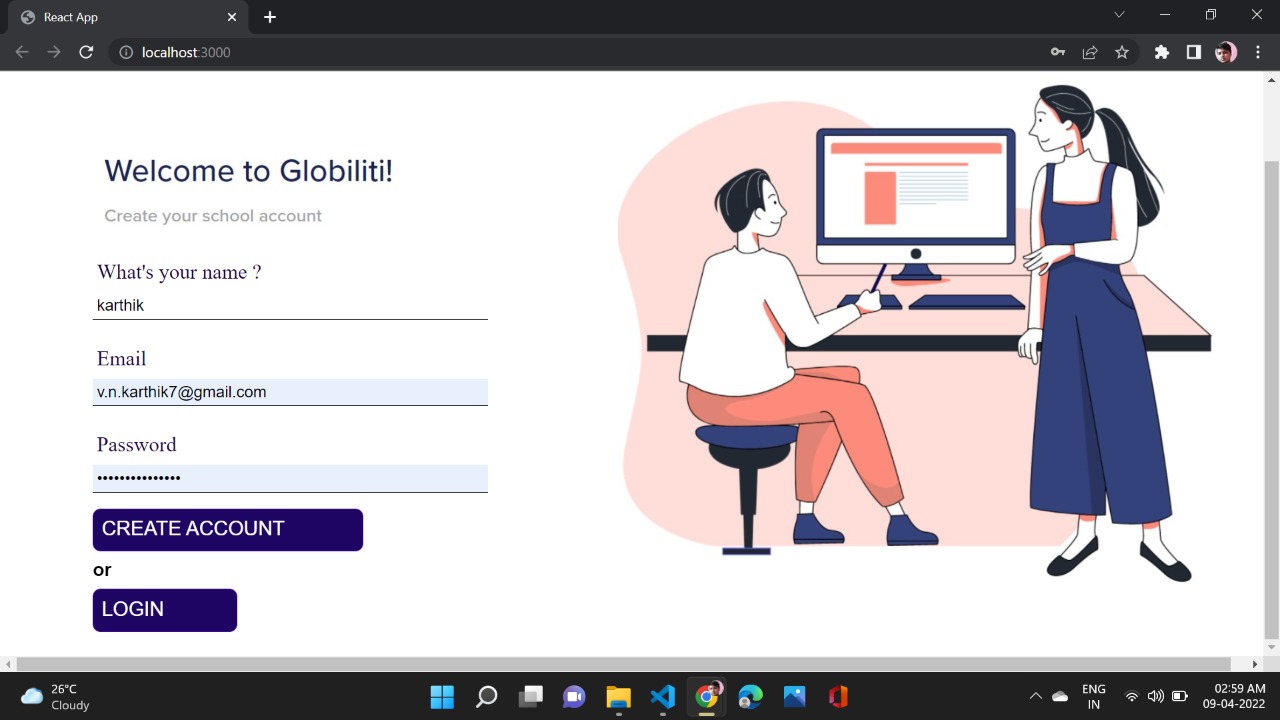 React App
localhost:3000
Welcome to Globiliti!
Create your school account
What's your name ?
karthik
Email
v.n.karthik7@gmail.com
Password
•••••••••••••••
CREATE ACCOUNT
or
LOGIN
26°C
Cloudy
ENG
IN
02:59 AM
09-04-2022